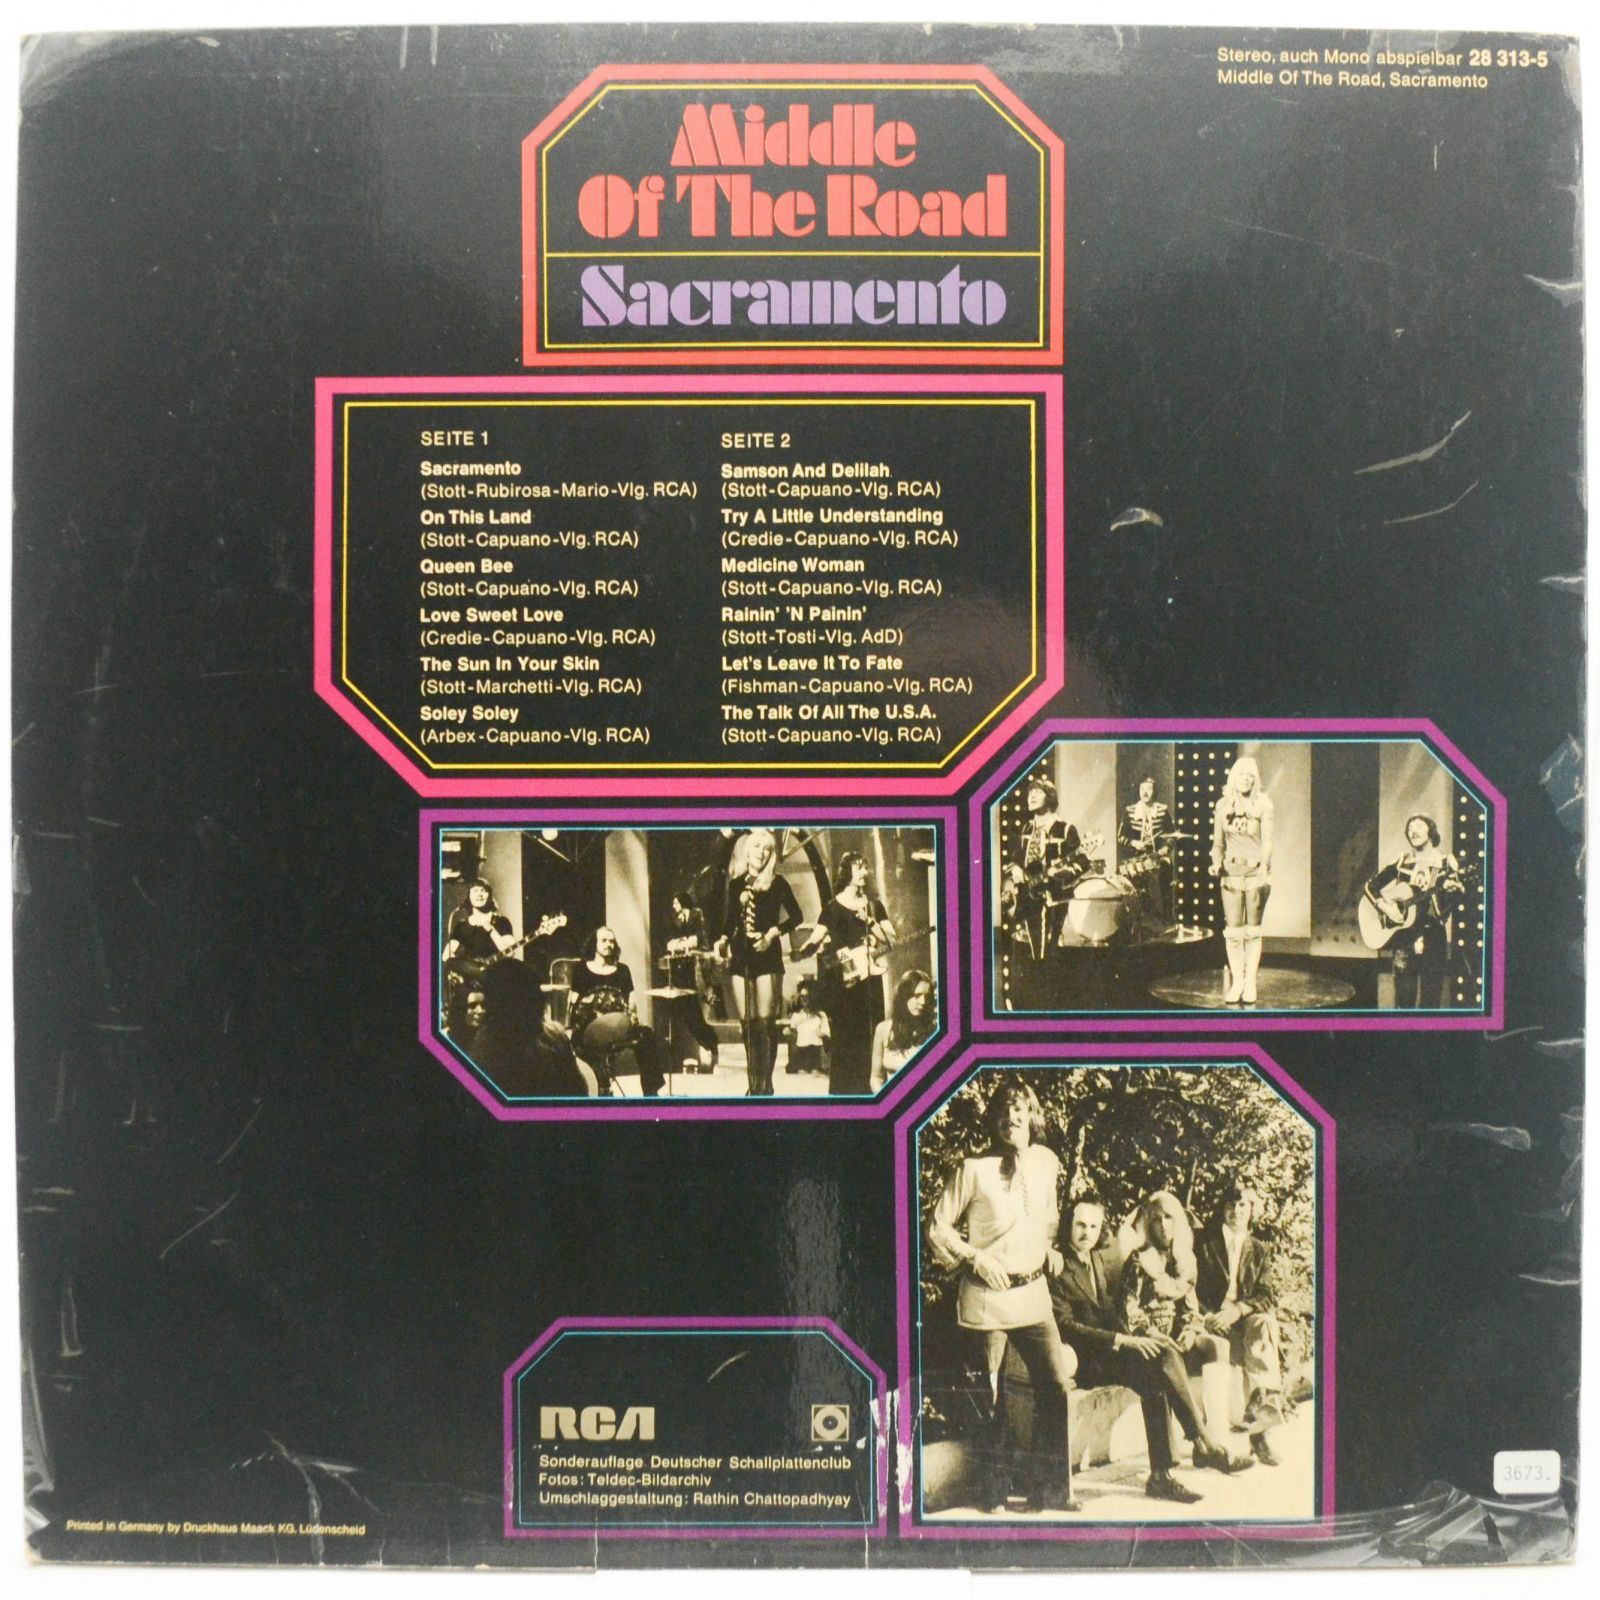 Stereo, auch Mono abspielbar 28 313-5
Middle Of The Road, Sacramento
Middle
Of The Road
Sacramento
SEITE 1
Sacramento
(Stott-Rubirosa-Mario-Vlg. RCA)
On This Land
(Stott-Capuano-Vlg. RCA)
Queen Bee
(Stott-Capuano-Vlg. RCA)
Love Sweet Love
(Credie-Capuano-Vlg. RCA)
The Sun In Your Skin
(Stott-Marchetti-Vlg. RCA)
Soley Soley
(Arbex-Capuano-Vlg. RCA)
SEITE 2
Samson And Delilah
(Stott-Capuano-Vlg. RCA)
Try A Little Understanding
(Credie-Capuano-Vlg. RCA)
Medicine Woman
(Stott-Capuano-Vlg. RCA)
Rainin' 'N Painin'
(Stott-Tosti-Vlg. AdD)
Let's Leave It To Fate
(Fishman-Capuano-Vlg. RCA)
The Talk Of All The U.S.A.
(Stott-Capuano-Vlg. RCA)
RCA
Sonderauflage Deutscher Schallplattenclub
Fotos: Teldec-Bildarchiv
Umschlaggestaltung: Rathin Chattopadhyay
3673.
Printed in Germany by Druckhaus Maack KG, Lüdenscheid